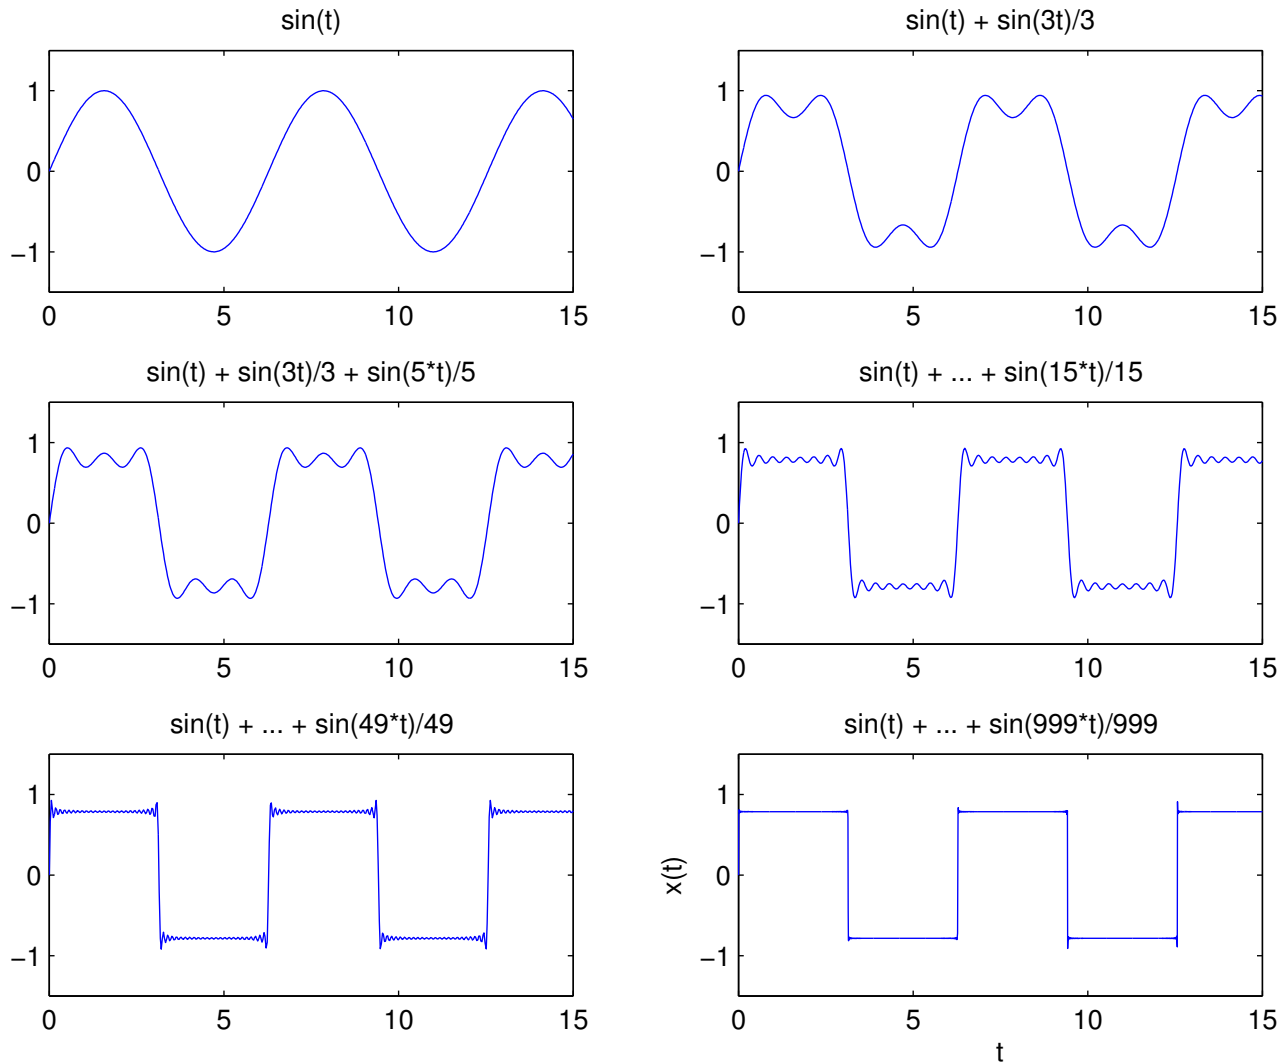 sin(t)
1
0
−1
0 5 10 15
sin(t) + sin(3t)/3
1
0
−1
0 5 10 15
sin(t) + sin(3t)/3 + sin(5*t)/5
1
0
−1
0 5 10 15
sin(t) + ... + sin(15*t)/15
1
0
−1
0 5 10 15
sin(t) + ... + sin(49*t)/49
1
0
−1
0 5 10 15
sin(t) + ... + sin(999*t)/999
1
0
−1
x(t)
0 5 10 15
t